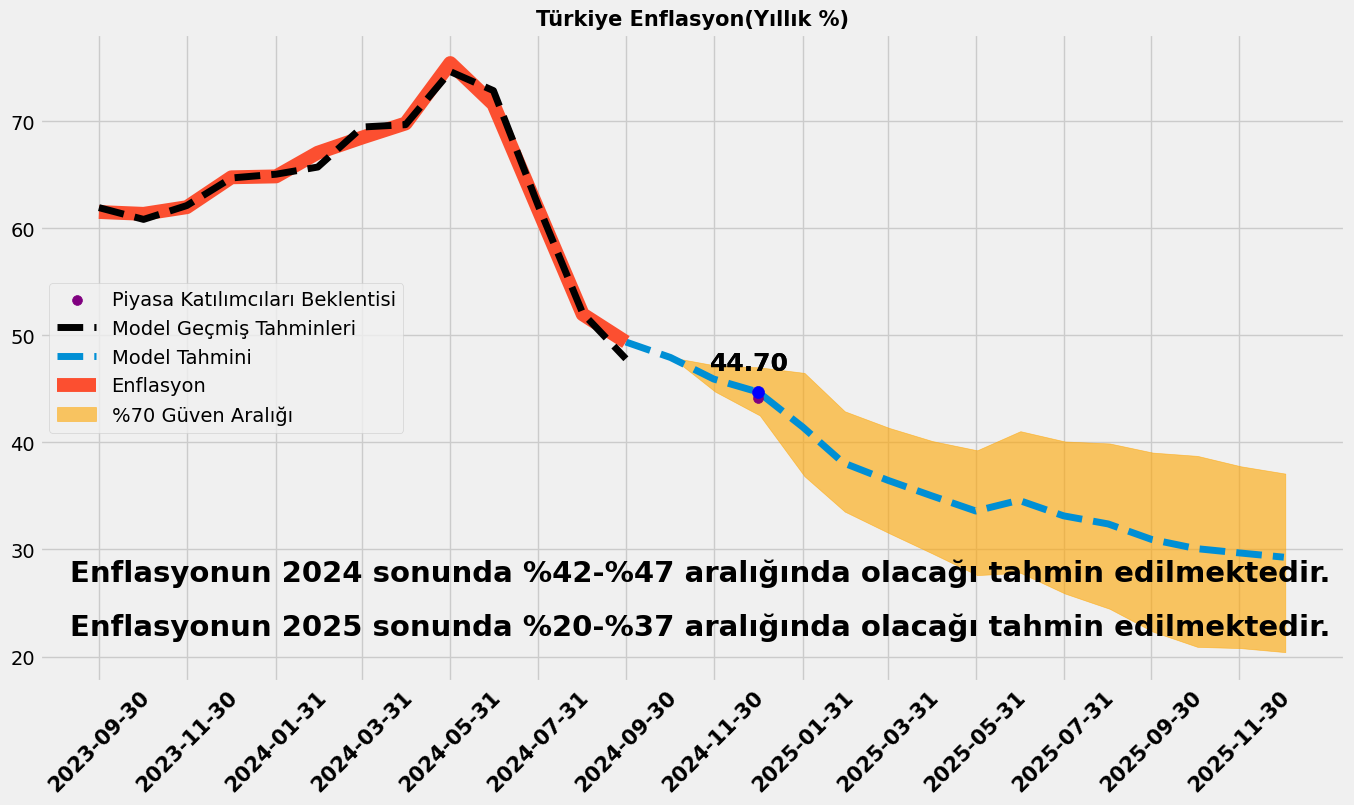 Türkiye Enflasyon(Yıllık %)
70
60
50
40
30
20
Piyasa Katılımcıları Beklentisi
Model Geçmiş Tahminleri
Model Tahmini
Enflasyon
%70 Güven Aralığı
44.70
Enflasyonun 2024 sonunda %42-%47 aralığında olacağı tahmin edilmektedir.
Enflasyonun 2025 sonunda %20-%37 aralığında olacağı tahmin edilmektedir.
2023-09-30
2023-11-30
2024-01-31
2024-03-31
2024-05-31
2024-07-31
2024-09-30
2024-11-30
2025-01-31
2025-03-31
2025-05-31
2025-07-31
2025-09-30
2025-11-30